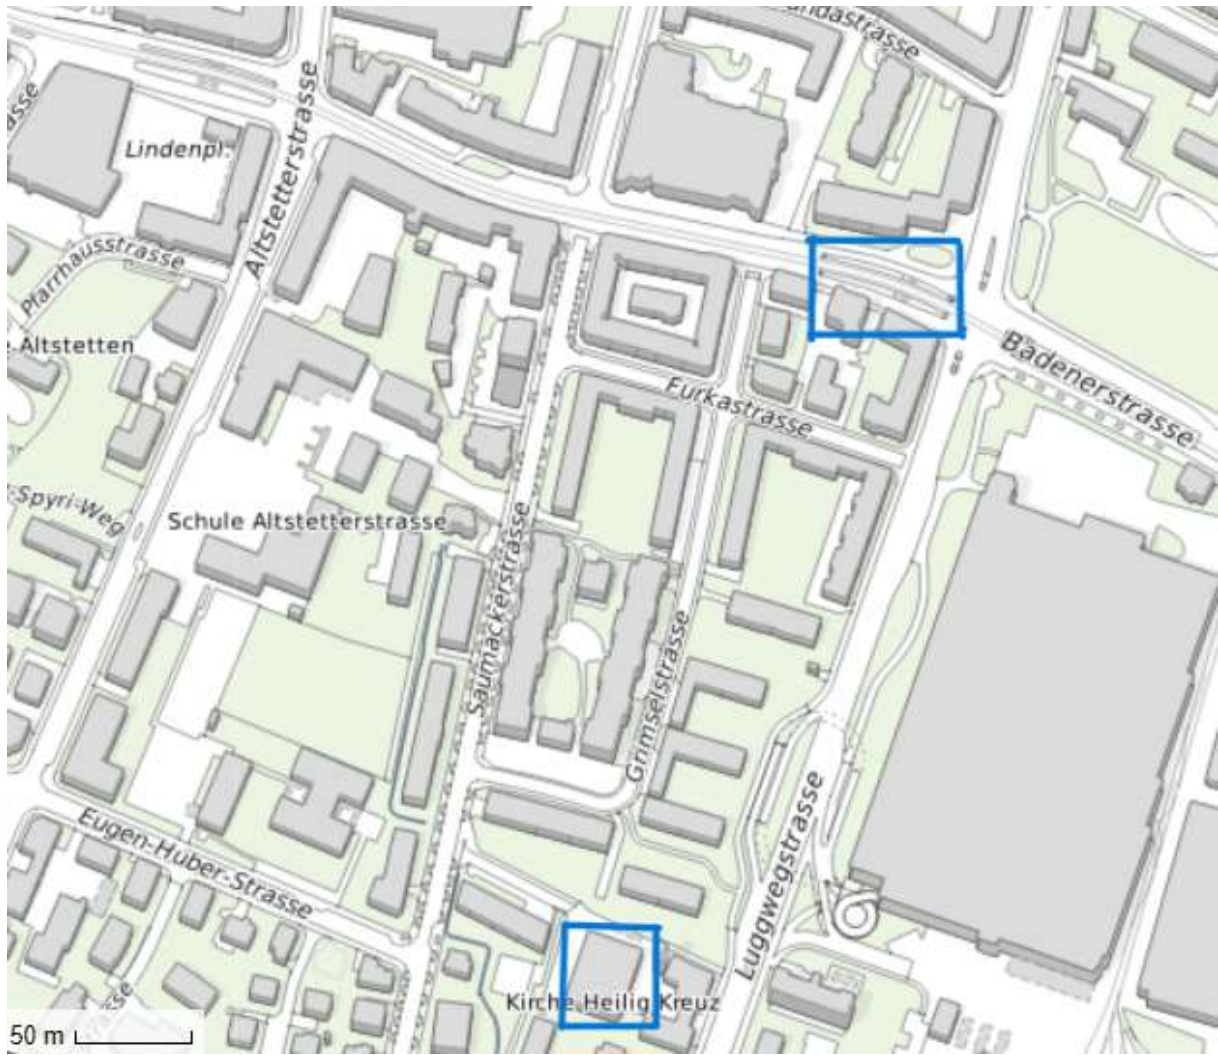 Altstetterstrasse
Lindenpl.
Pfarrhausstrasse
Altstetten
Badenerstrasse
Furkastrasse
-Spyri-Weg
Schule Altstetterstrasse
Saumackerstrasse
Grimselstrasse
Eugen-Huber-Strasse
Luggwegstrasse
Kirche Heilig Kreuz
50 m